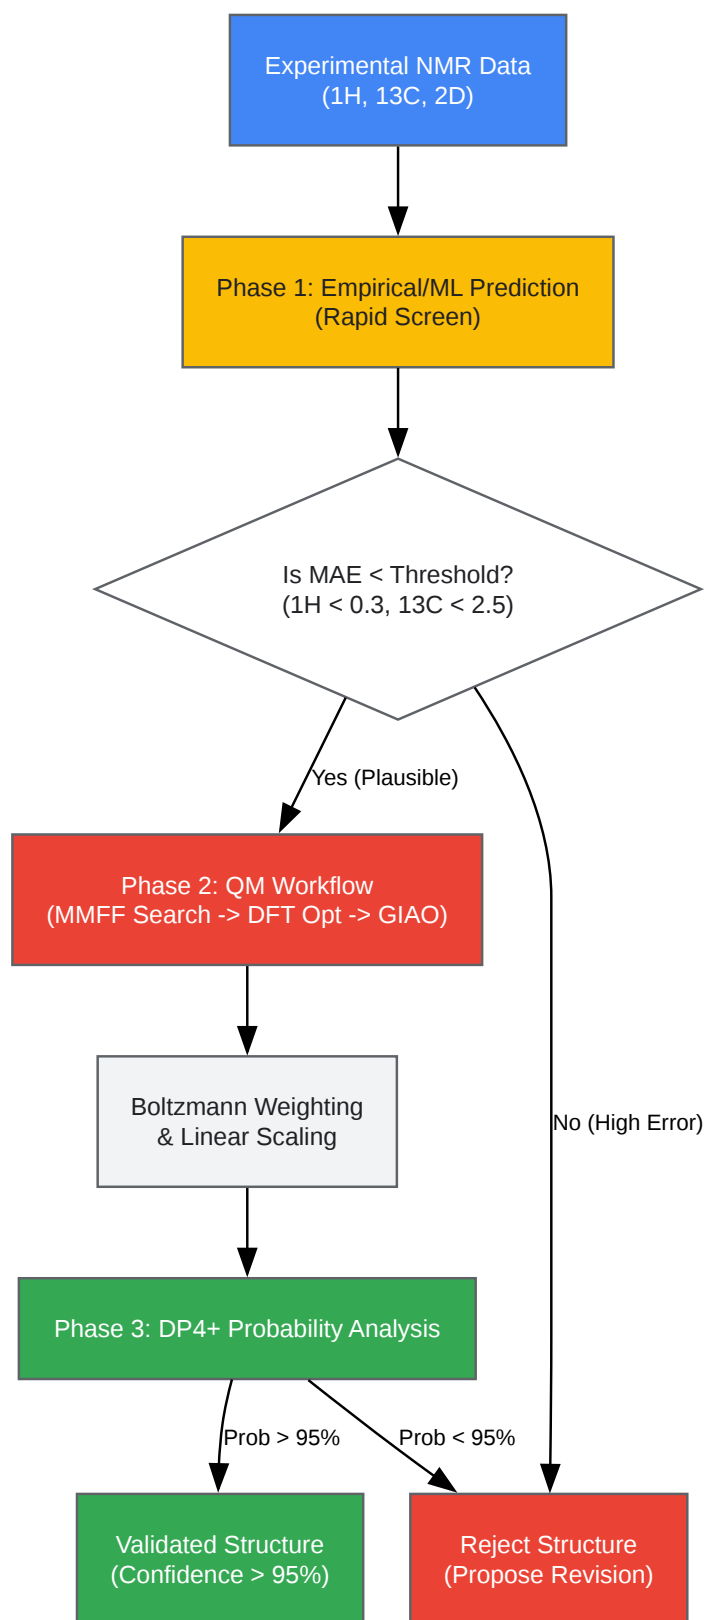 Experimental NMR Data
(1H, 13C, 2D)
Phase 1: Empirical/ML Prediction
(Rapid Screen)
Is MAE < Threshold?
(1H < 0.3, 13C < 2.5)
Yes (Plausible)
Phase 2: QM Workflow
(MMFF Search -> DFT Opt -> GIAO)
Boltzmann Weighting
& Linear Scaling
No (High Error)
Phase 3: DP4+ Probability Analysis
Prob > 95%
Prob < 95%
Validated Structure
(Confidence > 95%)
Reject Structure
(Propose Revision)